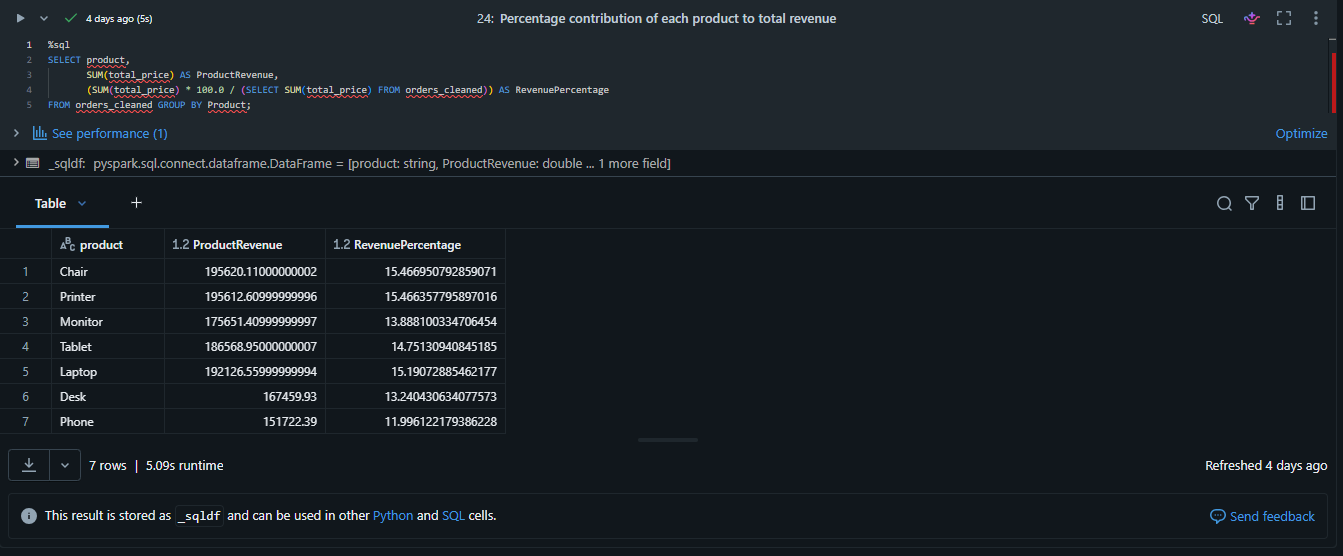 4 days ago (5s)
24: Percentage contribution of each product to total revenue
SQL
1 %sql
2 SELECT product,
3 SUM(total_price) AS ProductRevenue,
4 (SUM(total_price) * 100.0 / (SELECT SUM(total_price) FROM orders_cleaned)) AS RevenuePercentage
5 FROM orders_cleaned GROUP BY Product;
See performance (1)
Optimize
_sqldf: pyspark.sql.connect.dataframe.DataFrame = [product: string, ProductRevenue: double ... 1 more field]
Table
+
ABC product 1.2 ProductRevenue 1.2 RevenuePercentage
1 Chair 195620.11000000002 15.466950792859071
2 Printer 195612.60999999996 15.466357795897016
3 Monitor 175651.40999999997 13.888100334706454
4 Tablet 186568.95000000007 14.75130940845185
5 Laptop 192126.55999999994 15.19072885462177
6 Desk 167459.93 13.240430634077573
7 Phone 151722.39 11.996122179386228
7 rows | 5.09s runtime
Refreshed 4 days ago
This result is stored as _sqldf and can be used in other Python and SQL cells.
Send feedback